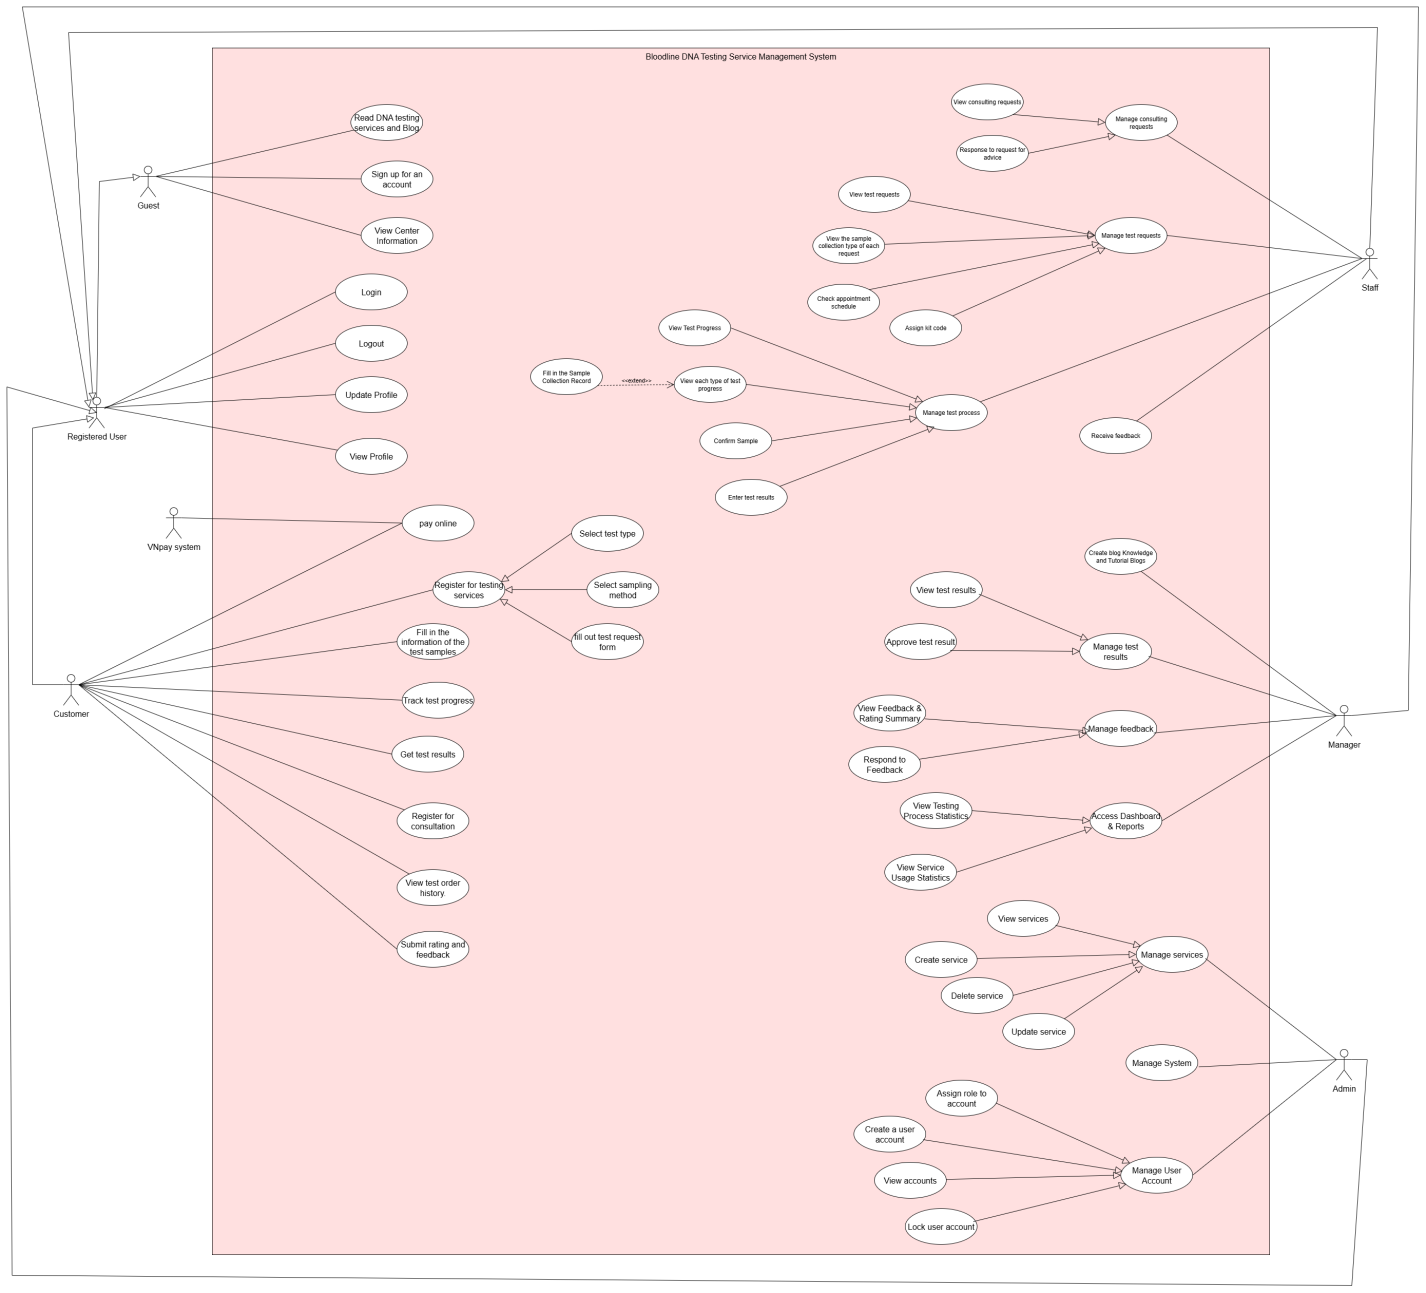 Bloodline DNA Testing Service Management System
Read DNA testing
services and Blog
Sign up for an
account
View Center
Information
Guest
Login
Logout
Update Profile
View Profile
Registered User
VNpay system
pay online
Select test type
Register for testing
services
Select sampling
method
fill out test request
form
Fill in the
information of the
test samples
Track test progress
Customer
Get test results
Register for
consultation
View test order
history.
Submit rating and
feedback
View consulting requests
Manage consulting
requests
Response to request for
advice
View test requests
View the sample
collection type of each
request
Manage test requests
Check appointment
schedule
Assign kit code
Staff
View Test Progress
Fill in the Sample
Collection Record
<<extend>>
View each type of test
progress
Manage test process
Confirm Sample
Enter test results
Receive feedback
Create blog Knowledge
and Tutorial Blogs
View test results
Approve test result
Manage test
results
View Feedback &
Rating Summary
Manage feedback
Respond to
Feedback
Manager
View Testing
Process Statistics
Access Dashboard
& Reports
View Service
Usage Statistics
View services
Create service
Manage services
Delete service
Update service
Manage System
Admin
Assign role to
account
Create a user
account
View accounts
Manage User
Account
Lock user account